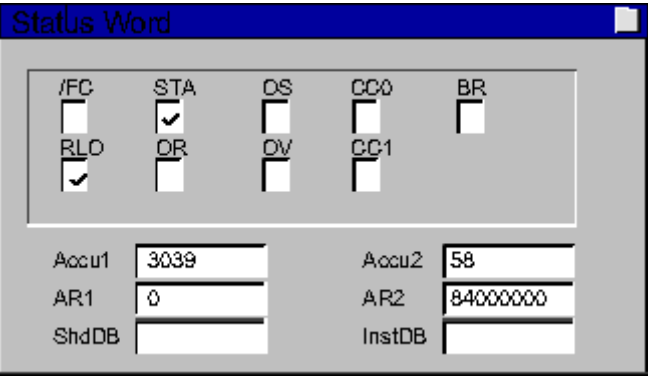 Status Word
/FC STA OS CC0 BR
RLO OR OV CC1
Accu1 3039 Accu2 58
AR1 0 AR2 84000000
ShdDB InstDB